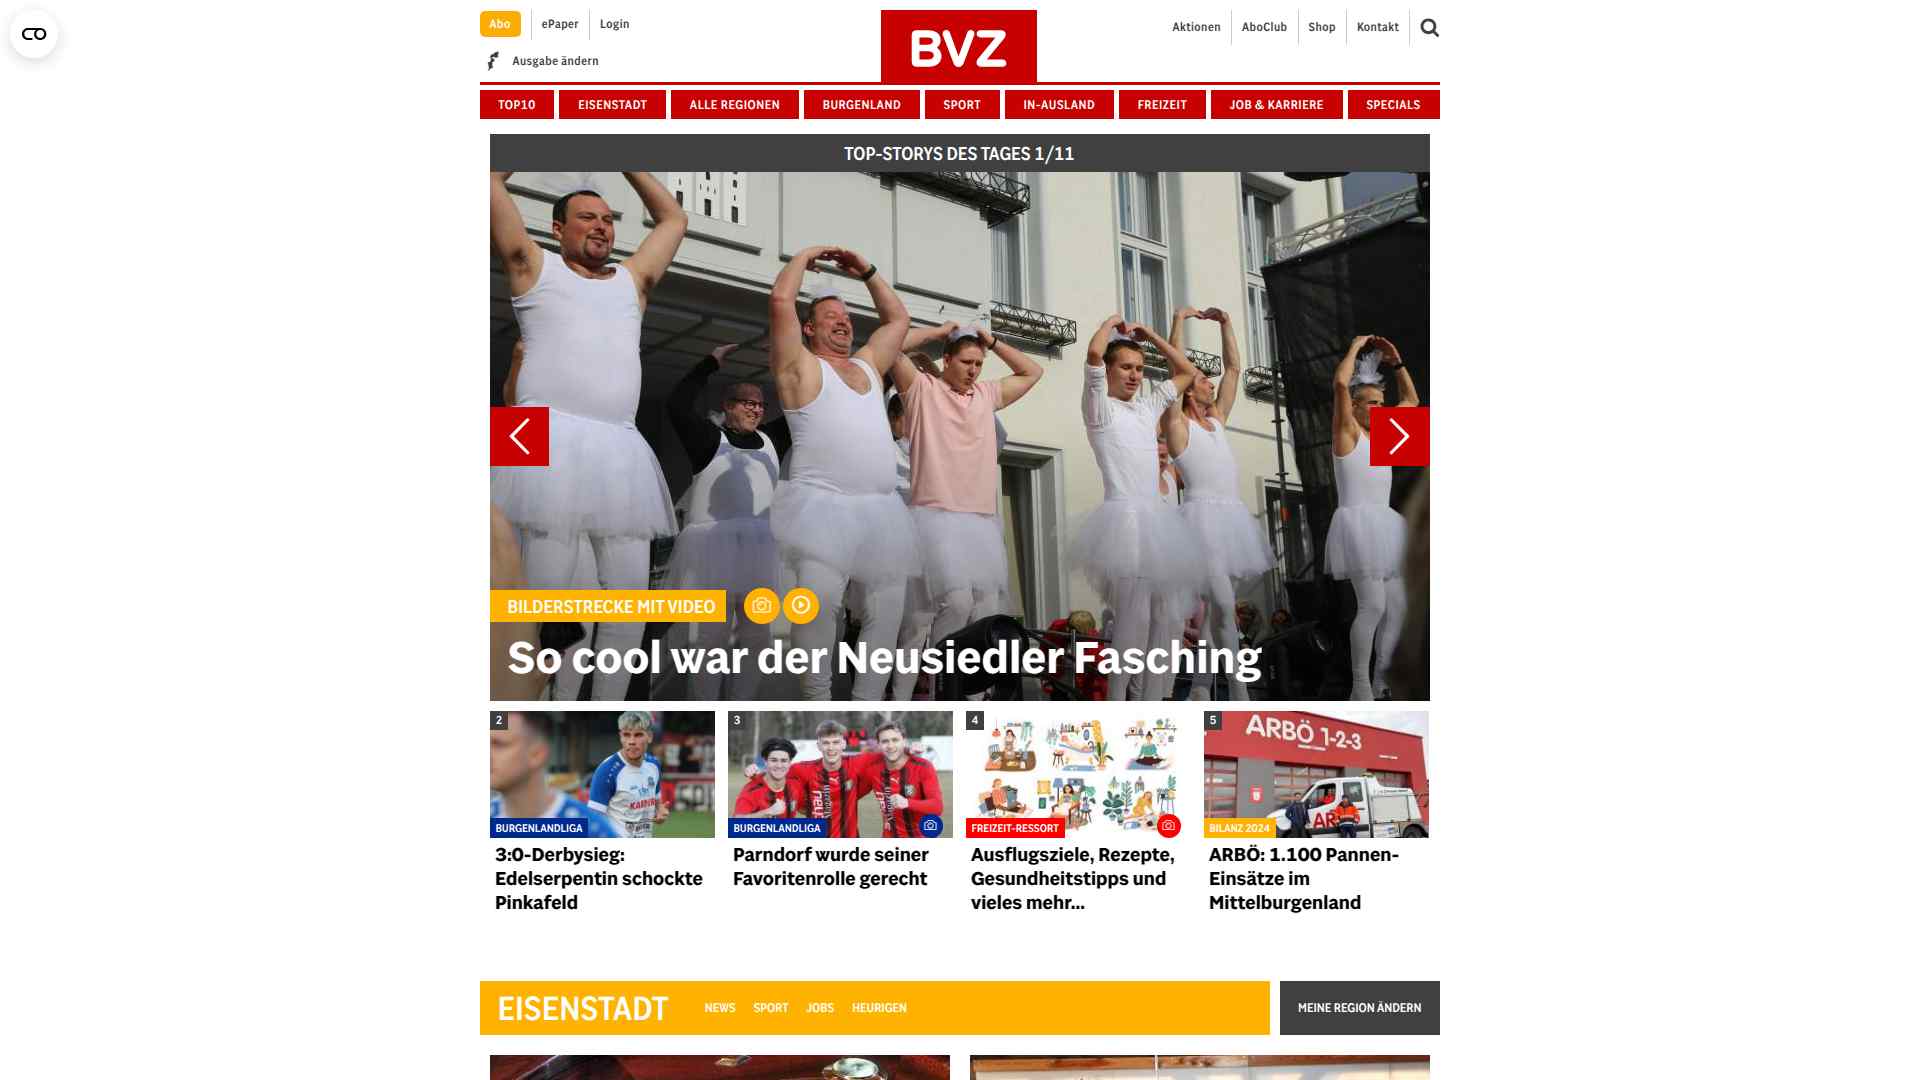 Abo
ePaper
Login
Ausgabe ändern
BVZ
Aktionen
AboClub
Shop
Kontakt
TOP10
EISENSTADT
ALLE REGIONEN
BURGENLAND
SPORT
IN-AUSLAND
FREIZEIT
JOB & KARRIERE
SPECIALS
TOP-STORYS DES TAGES 1/11
BILDERSTRECKE MIT VIDEO
So cool war der Neusiedler Fasching
2
BURGENLANDLIGA
3:0-Derbysieg:
Edelserpentin schockte
Pinkafeld
3
BURGENLANDLIGA
Parndorf wurde seiner
Favoritenrolle gerecht
4
FREIZEIT-RESSORT
Ausflugsziele, Rezepte,
Gesundheitstipps und
vieles mehr...
5
ARBÖ 1-2-3
BILANZ 2024
ARBÖ: 1.100 Pannen-
Einsätze im
Mittelburgenland
EISENSTADT
NEWS
SPORT
JOBS
HEURIGEN
MEINE REGION ÄNDERN